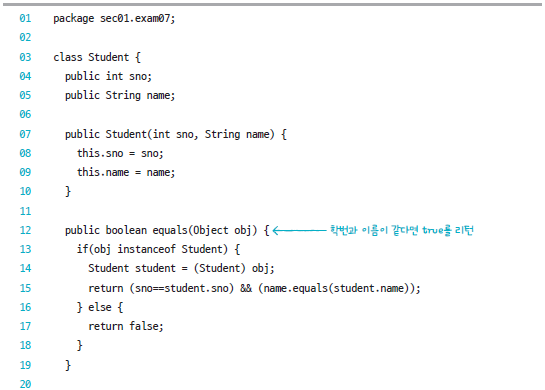 01 package sec01.exam07;
02
03 class Student {
04 public int sno;
05 public String name;
06
07 public Student(int sno, String name) {
08 this.sno = sno;
09 this.name = name;
10 }
11
12 public boolean equals(Object obj) { 학번과 이름이 같다면 true를 리턴
13 if(obj instanceof Student) {
14 Student student = (Student) obj;
15 return (sno==student.sno) && (name.equals(student.name));
16 } else {
17 return false;
18 }
19 }
20